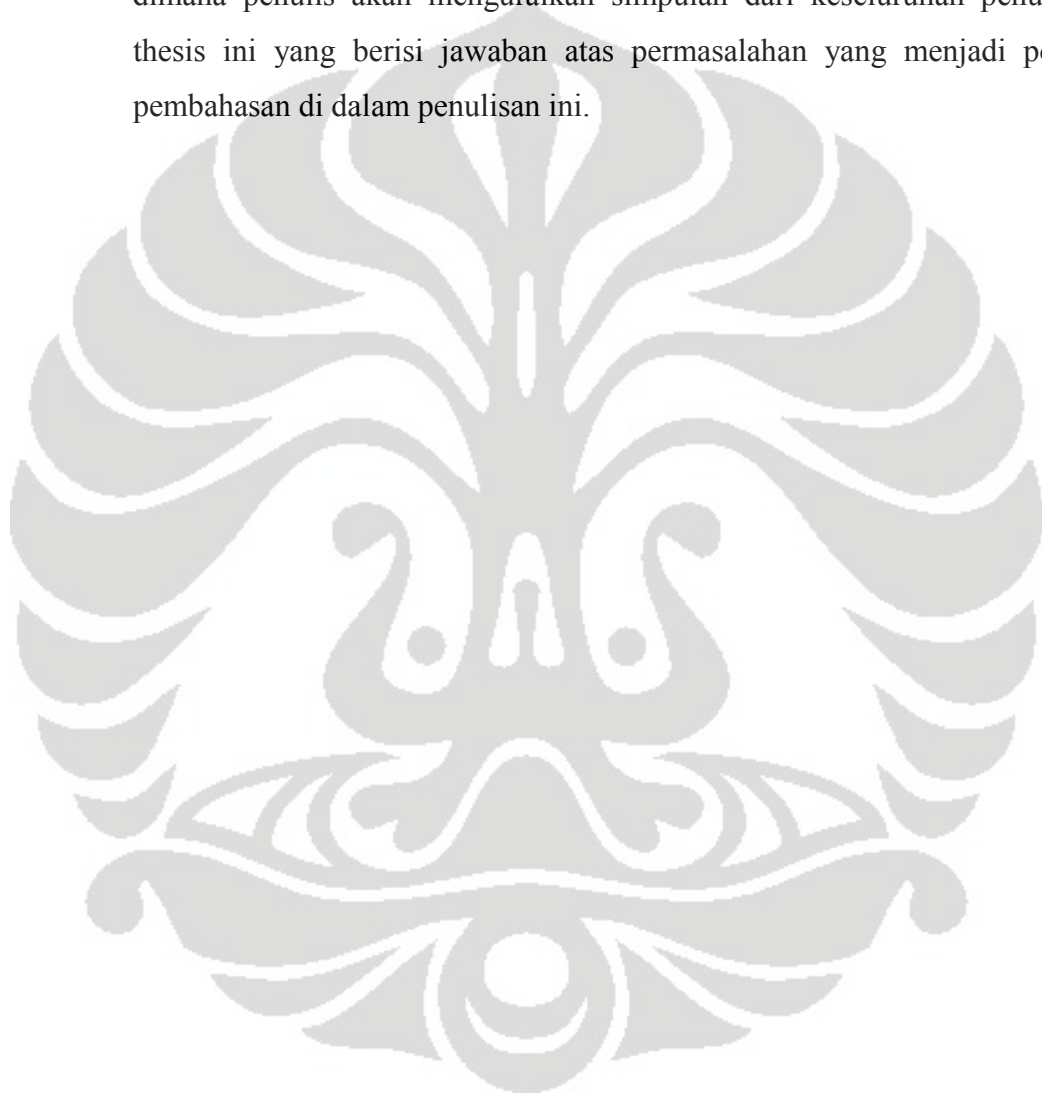 dimana penulis akan menguraikan simpulan dari keseluruhan
thesis ini yang berisi jawaban atas permasalahan yang menjadi
pembahasan di dalam penulisan ini.